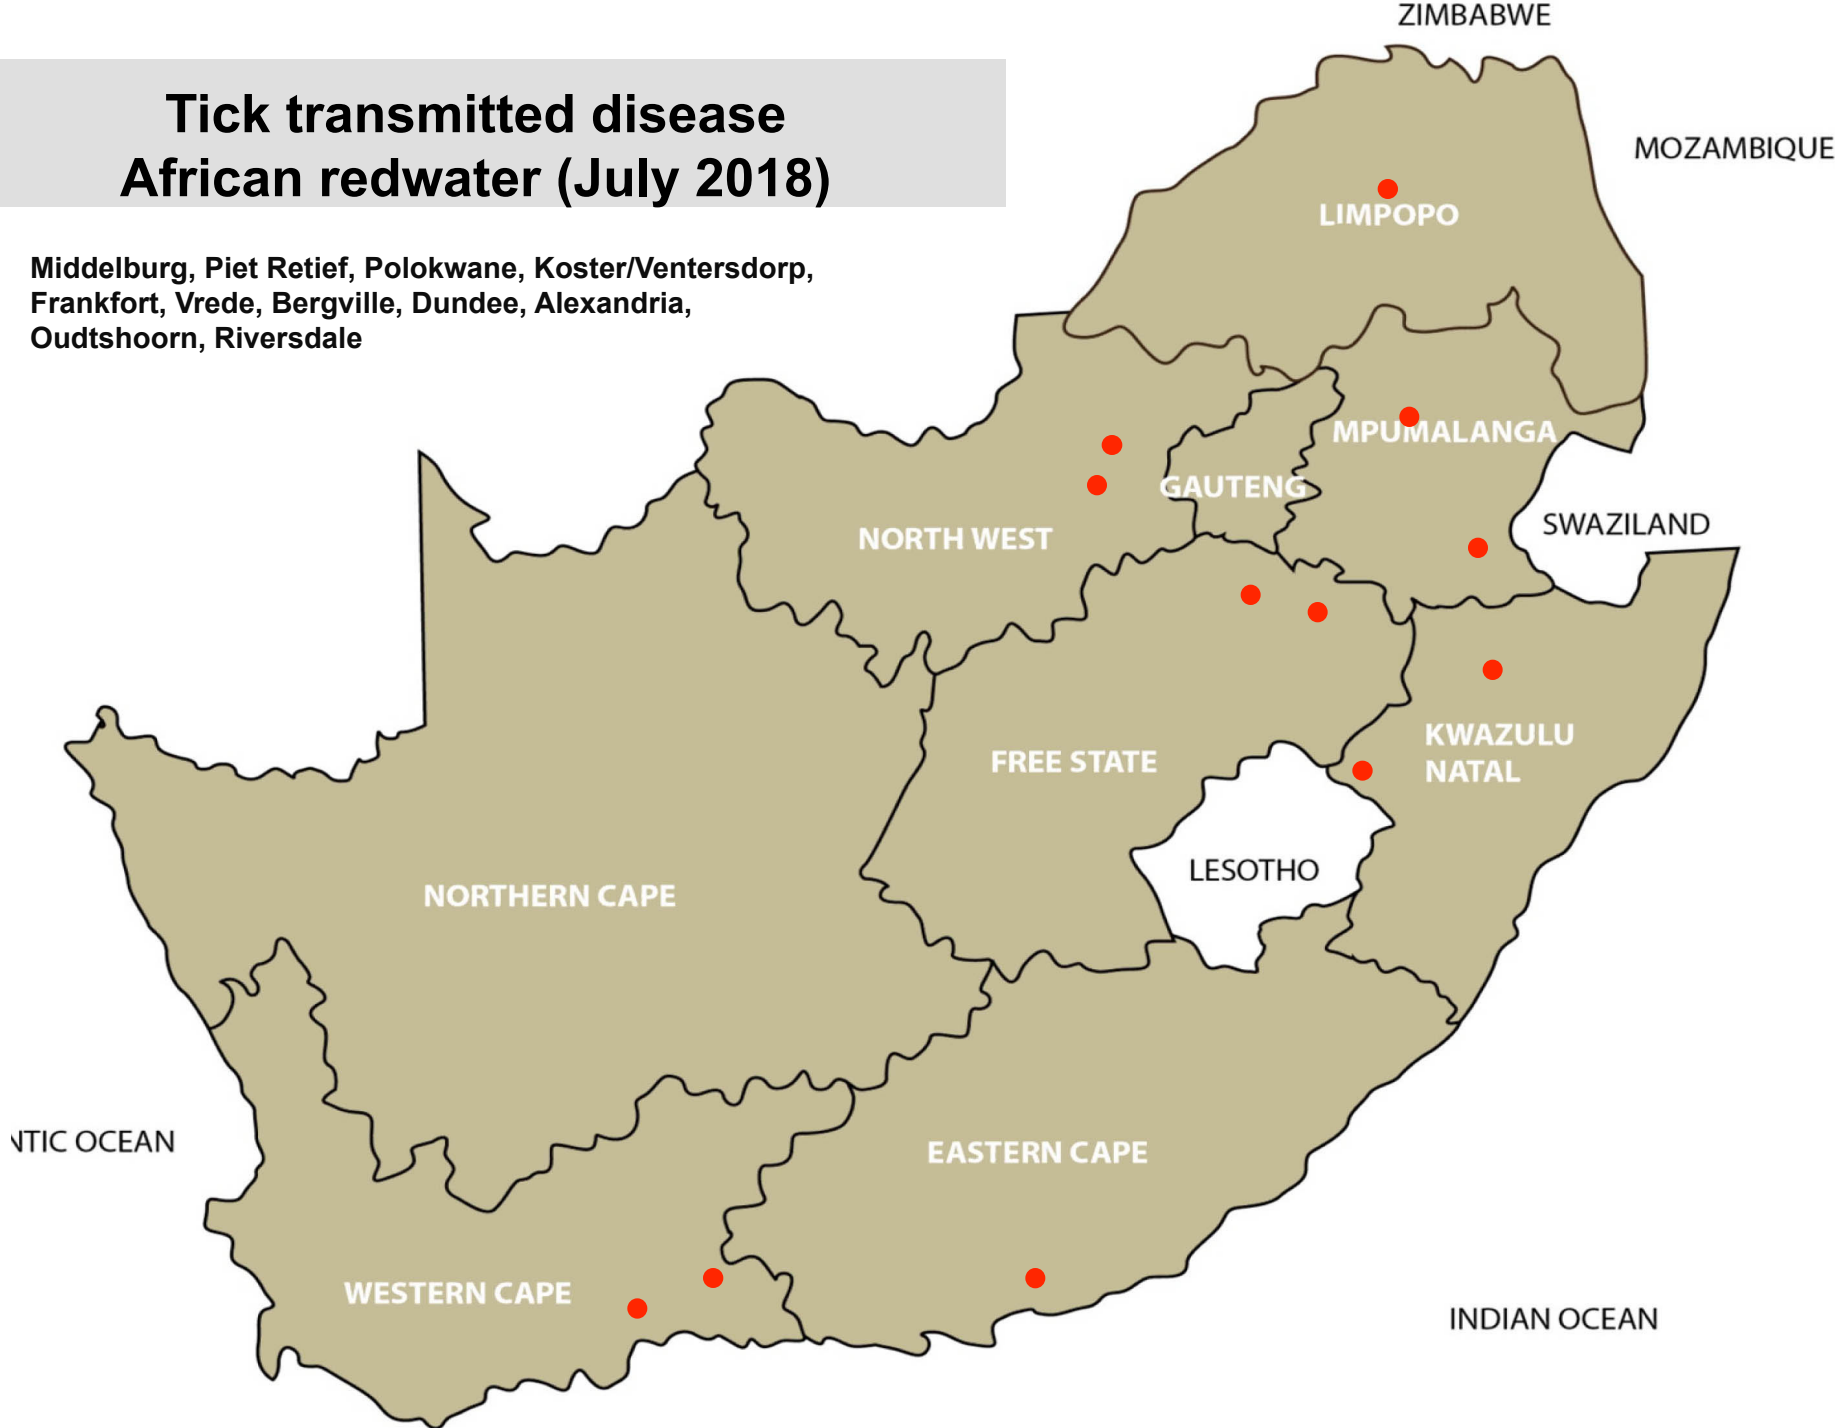 ZIMBABWE
Tick transmitted disease
African redwater (July 2018)
MOZAMBIQUE
LIMPOPO
Middelburg, Piet Retief, Polokwane, Koster/Ventersdorp,
Frankfort, Vrede, Bergville, Dundee, Alexandria,
Oudtshoorn, Riversdale
MPUMALANGA
GAUTENG
SWAZILAND
NORTH WEST
KWAZULU
NATAL
FREE STATE
LESOTHO
NORTHERN CAPE
NTIC OCEAN
EASTERN CAPE
WESTERN CAPE
INDIAN OCEAN